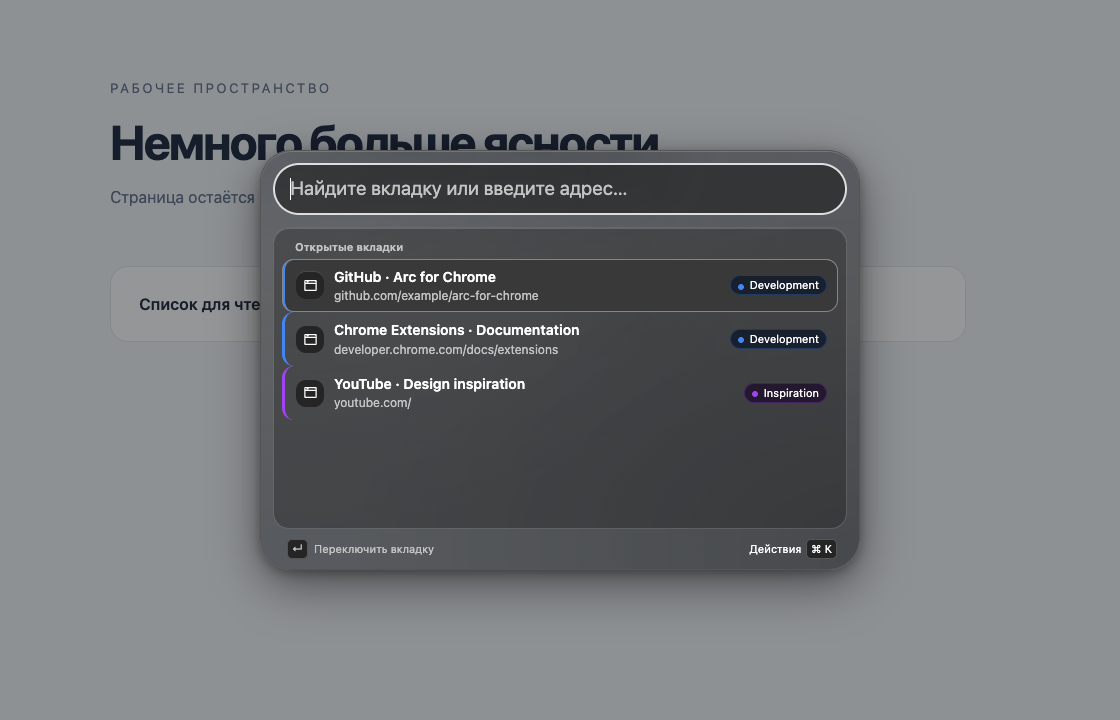 РАБОЧЕЕ ПРОСТРАНСТВО
Немного больше ясности
Страница остаётся
Найдите вкладку или введите адрес...
Открытые вкладки
Список для чте
GitHub · Arc for Chrome
github.com/example/arc-for-chrome
Development
Chrome Extensions · Documentation
developer.chrome.com/docs/extensions
Development
YouTube · Design inspiration
youtube.com/
Inspiration
Переключить вкладку
Действия ⌘ K